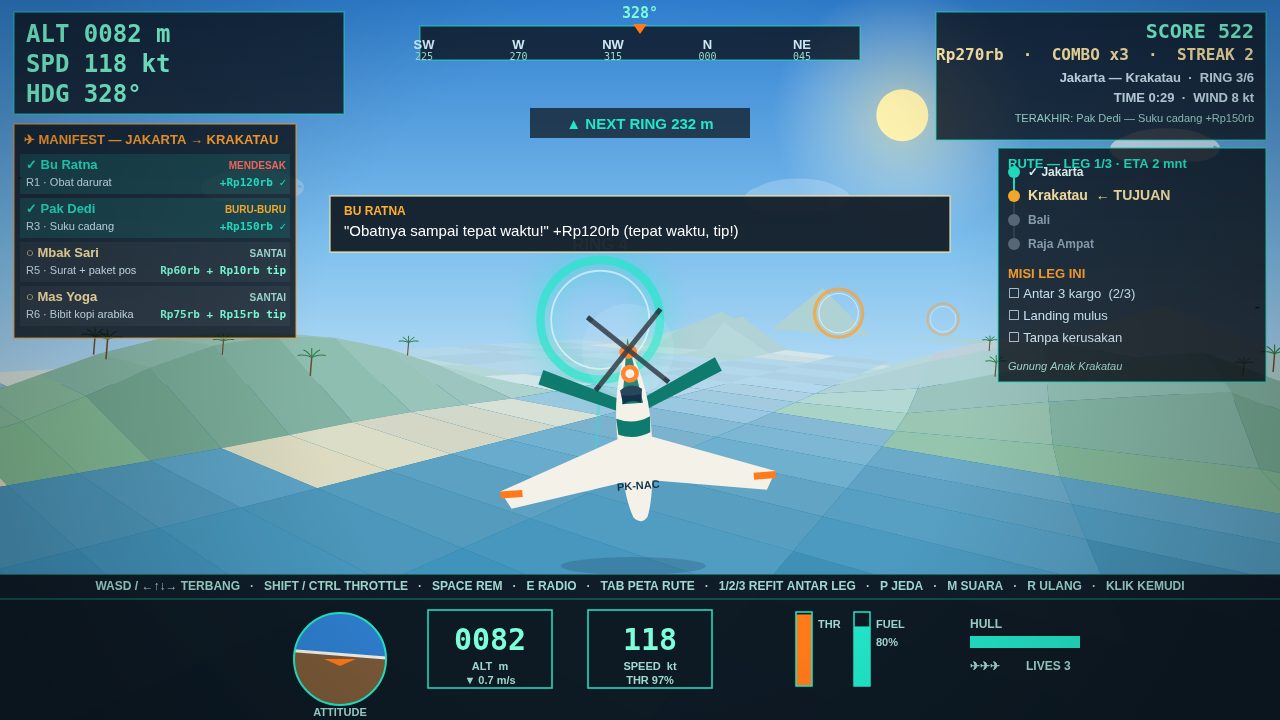 ALT 0082 m
SPD 118 kt
HDG 328°
✈ MANIFEST — JAKARTA → KRAKATAU
✓ Bu Ratna MENDESAK
R1 · Obat darurat +Rp120rb ✓
✓ Pak Dedi BURU-BURU
R3 · Suku cadang +Rp150rb ✓
○ Mbak Sari SANTAI
R5 · Surat + paket pos Rp60rb + Rp10rb tip
○ Mas Yoga SANTAI
R6 · Bibit kopi arabika Rp75rb + Rp15rb tip
328°
SW W NW N NE
225 270 315 000 045
▲ NEXT RING 232 m
BU RATNA
"Obatnya sampai tepat waktu!" +Rp120rb (tepat waktu, tip!)
RING 4
PK-NAC
SCORE 522
Rp270rb · COMBO x3 · STREAK 2
Jakarta — Krakatau · RING 3/6
TIME 0:29 · WIND 8 kt
TERAKHIR: Pak Dedi — Suku cadang +Rp150rb
RUTE — LEG 1/3 · ETA 2 mnt
✓ Jakarta
Krakatau ← TUJUAN
Bali
Raja Ampat
MISI LEG INI
☐ Antar 3 kargo (2/3)
☐ Landing mulus
☐ Tanpa kerusakan
Gunung Anak Krakatau
WASD / ←↑↓→ TERBANG · SHIFT / CTRL THROTTLE · SPACE REM · E RADIO · TAB PETA RUTE · 1/2/3 REFIT ANTAR LEG · P JEDA · M SUARA · R ULANG · KLIK KEMUDI
ATTITUDE
0082
ALT m
▼ 0.7 m/s
118
SPEED kt
THR 97%
THR
FUEL
80%
HULL
✈✈✈ LIVES 3